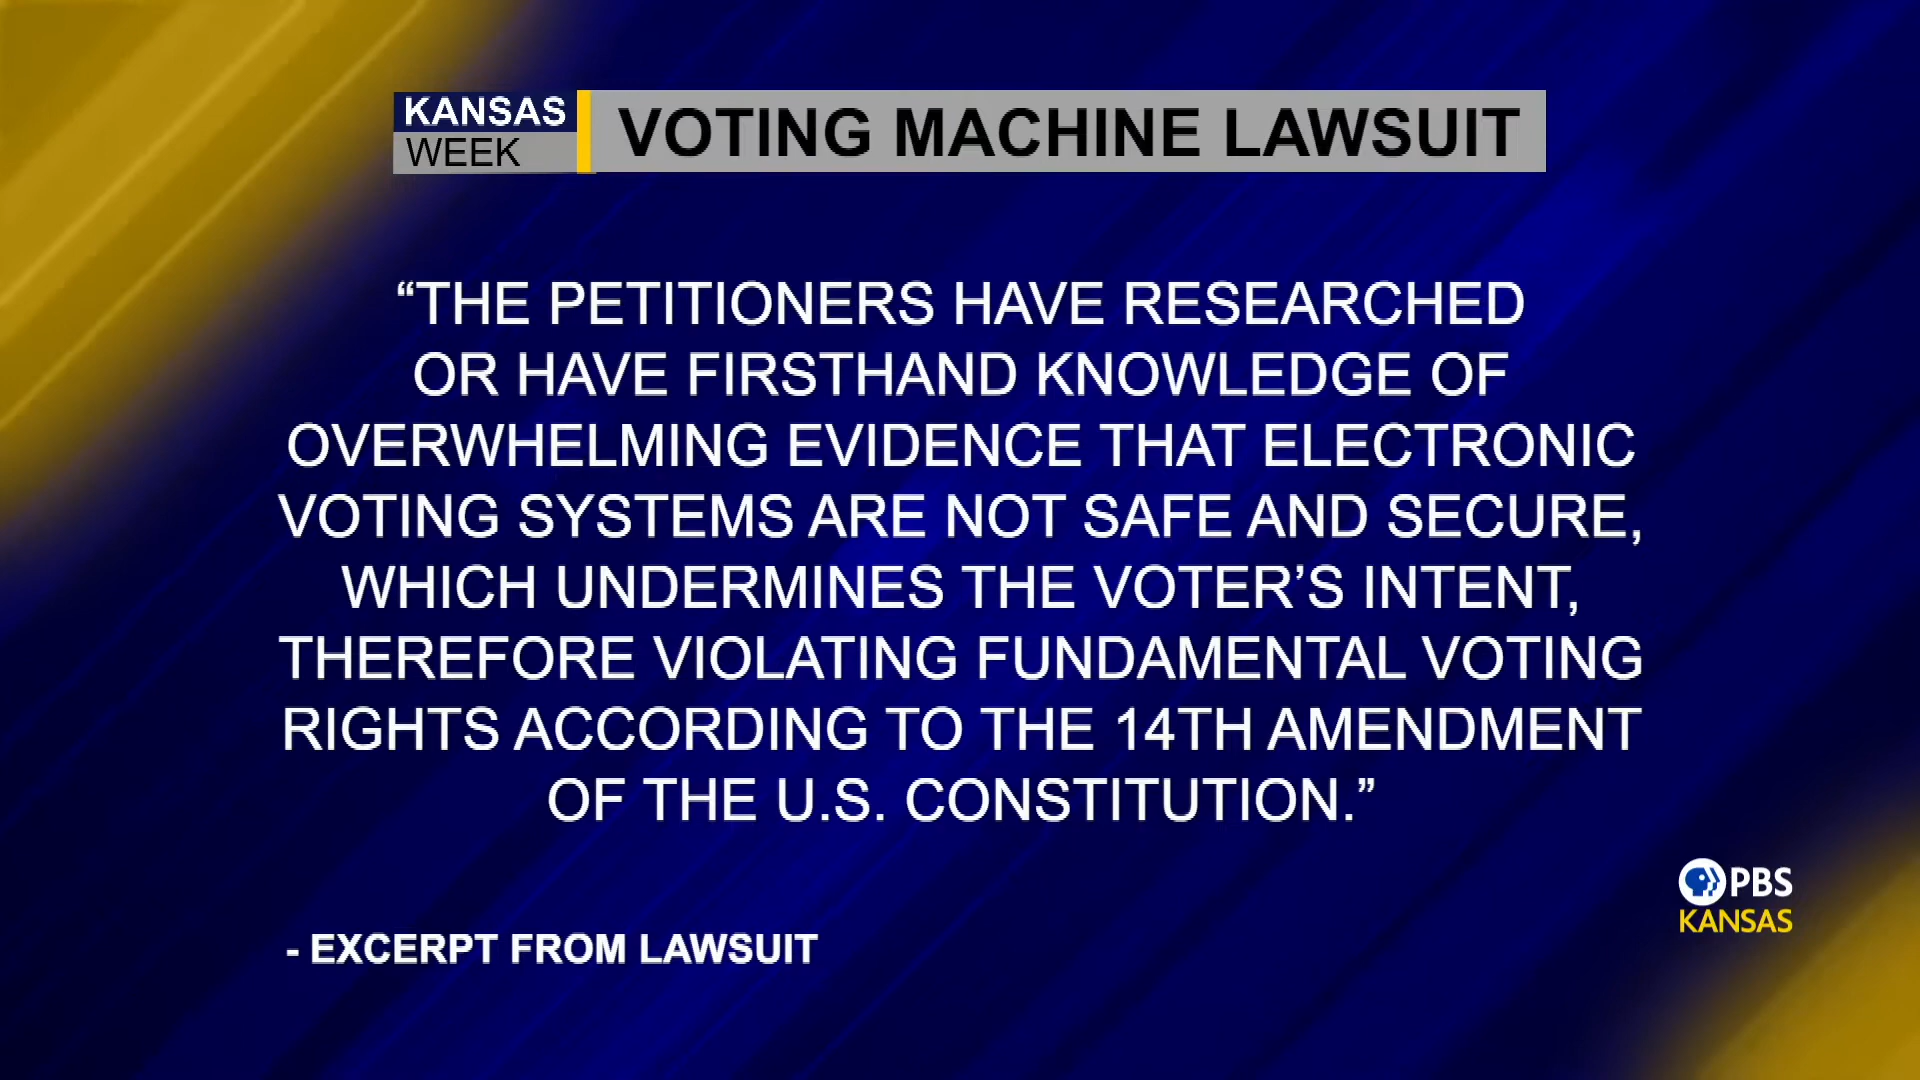 KANSAS
WEEK
VOTING MACHINE LAWSUIT
“THE PETITIONERS HAVE RESEARCHED
OR HAVE FIRSTHAND KNOWLEDGE OF
OVERWHELMING EVIDENCE THAT ELECTRONIC
VOTING SYSTEMS ARE NOT SAFE AND SECURE,
WHICH UNDERMINES THE VOTER’S INTENT,
THEREFORE VIOLATING FUNDAMENTAL VOTING
RIGHTS ACCORDING TO THE 14TH AMENDMENT
OF THE U.S. CONSTITUTION.”
PBS
KANSAS
- EXCERPT FROM LAWSUIT